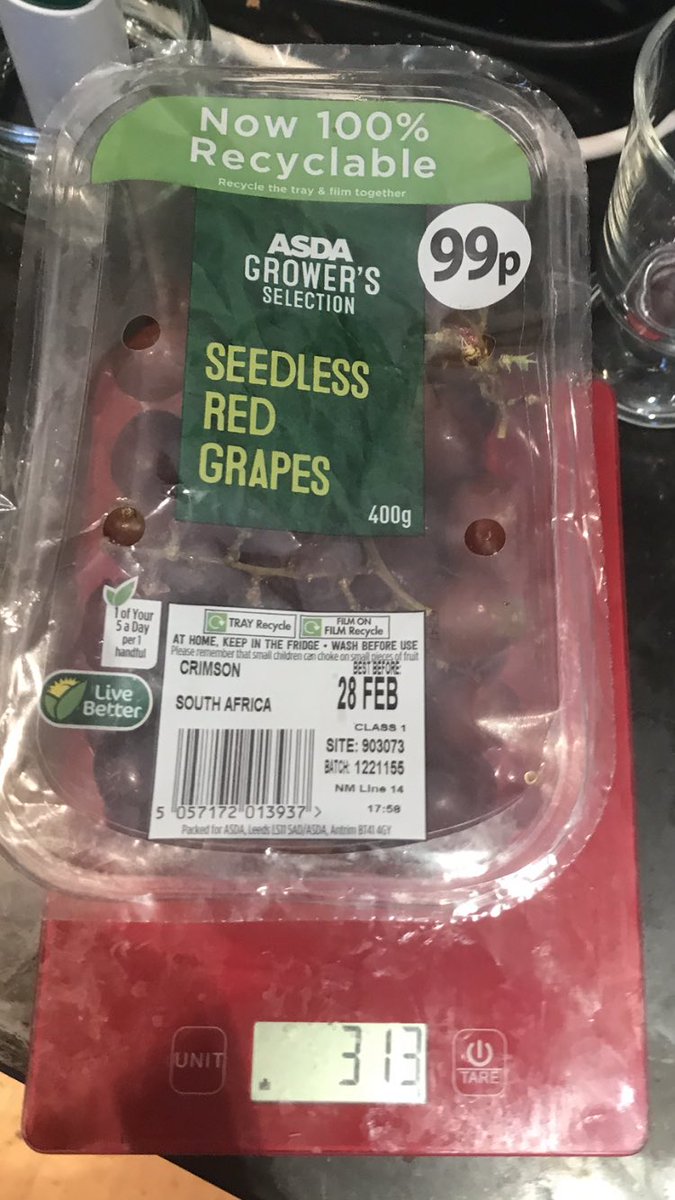 Now 100%
Recyclable
Recycle the tray & film together
ASDA
GROWER'S
SELECTION
99p
SEEDLESS
RED
GRAPES
400g
1 of Your
5 a Day
per 1
handful
Live
Better
TRAY Recycle
FILM ON
FILM Recycle
AT HOME, KEEP IN THE FRIDGE • WASH BEFORE USE
Please remember that small children can choke on small pieces of fruit
CRIMSON
BEST BEFORE:
28 FEB
SOUTH AFRICA
CLASS 1
SITE: 903073
BATCH: 1221155
NM Line 14
17:58
5 057172 013937 >
Packed for ASDA, Leeds LS11 5AD/ASDA, Antrim BT41 4GY
UNIT
313
TARE